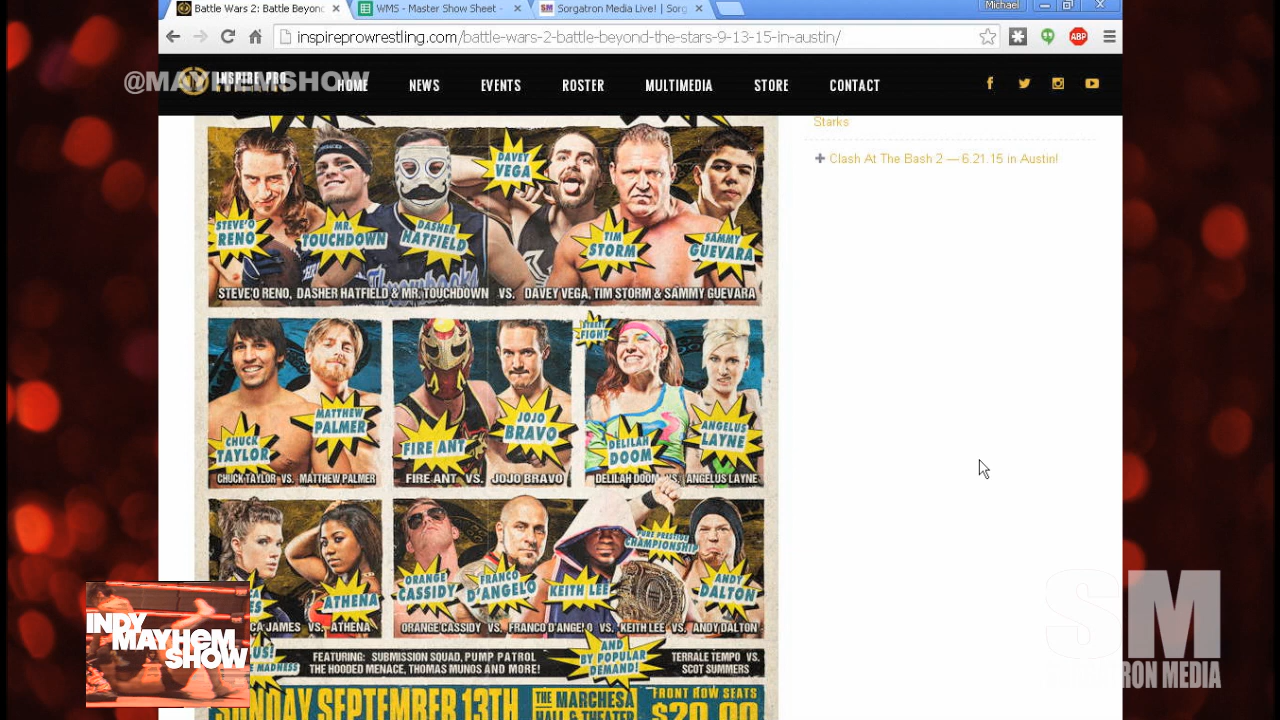 Battle Wars 2: Battle Beyond
WMS - Master Show Sheet -
Sorgatron Media Live! | Sorg
Michael
inspireprowrestling.com/battle-wars-2-battle-beyond-the-stars-9-13-15-in-austin/
ABP
@MAYHEMSHOW
INSPIRE PRO
HOME
NEWS
EVENTS
ROSTER
MULTIMEDIA
STORE
CONTACT
Starks
Clash At The Bash 2 — 6.21.15 in Austin!
STEVE'O RENO
MR. TOUCHDOWN
DASHER HATFIELD
DAVEY VEGA
TIM STORM
SAMMY GUEVARA
STEVE'O RENO, DASHER HATFIELD & MR. TOUCHDOWN VS. DAVEY VEGA, TIM STORM & SAMMY GUEVARA
CHUCK TAYLOR
MATTHEW PALMER
FIRE ANT
JOJO BRAVO
STREET FIGHT
DELILAH DOOM
ANGELUS LAYNE
CHUCK TAYLOR VS. MATTHEW PALMER
FIRE ANT VS. JOJO BRAVO
DELILAH DOOM VS. ANGELUS LAYNE
ATHENA
ORANGE CASSIDY
FRANCO D'ANGELO
KEITH LEE
PURE PRESTIGE CHAMPIONSHIP
ANDY DALTON
CA JAMES VS. ATHENA
ORANGE CASSIDY VS. FRANCO D'ANGELO VS. KEITH LEE VS. ANDY DALTON
US!
MADNESS
FEATURING: SUBMISSION SQUAD, PUMP PATROL
THE HOODED MENACE, THOMAS MUNOS AND MORE!
AND BY POPULAR DEMAND!
TERRALE TEMPO VS.
SCOT SUMMERS
SUNDAY SEPTEMBER 13TH
THE MARCHESA
HALL & THEATER
FRONT ROW SEATS
$20.00
INDY
MAYHEM
SHOW
SM
TRON MEDIA